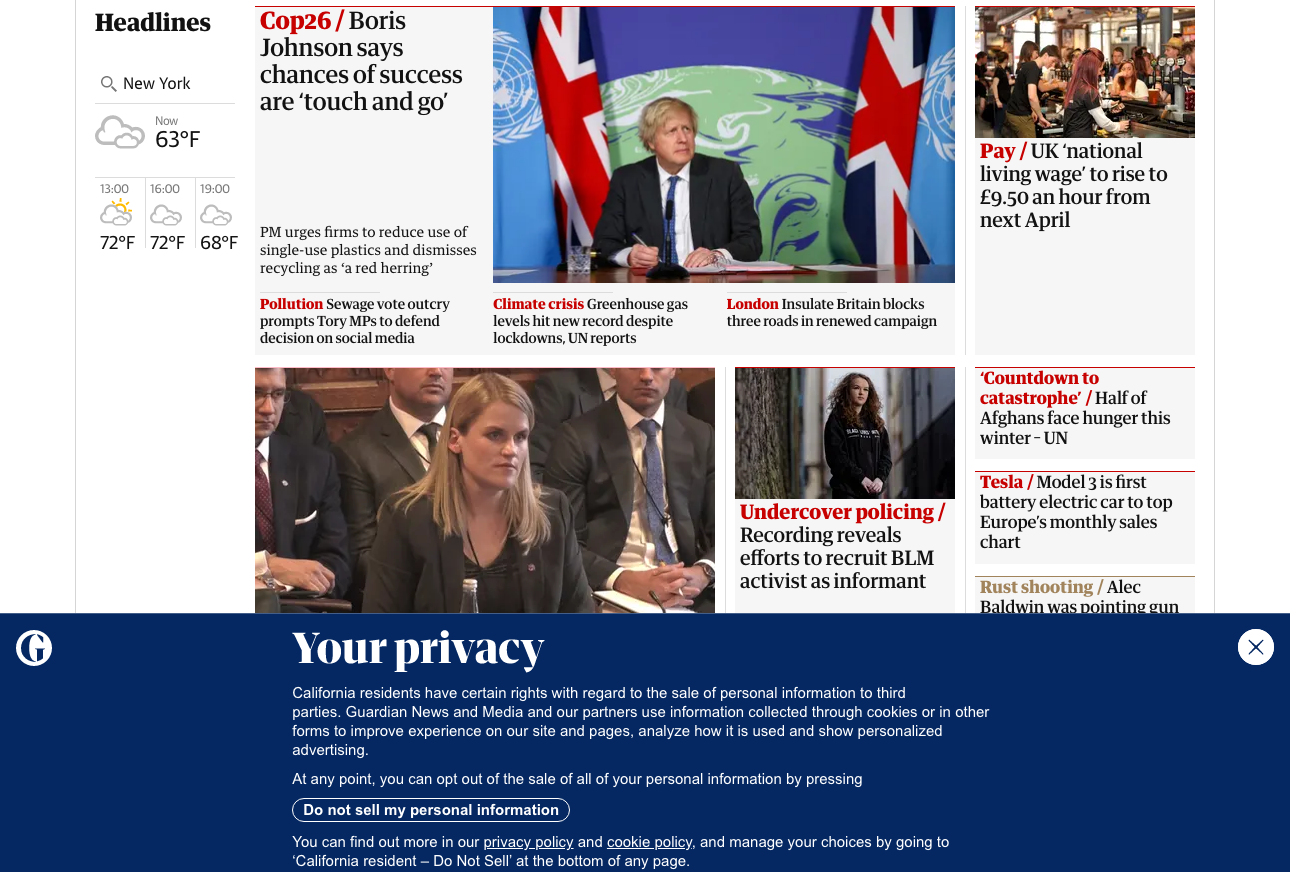 Headlines
New York
Now
63°F
13:00
16:00
19:00
72°F
72°F
68°F
Cop26 / Boris
Johnson says
chances of success
are ‘touch and go’
PM urges firms to reduce use of
single-use plastics and dismisses
recycling as ‘a red herring’
Pollution Sewage vote outcry
prompts Tory MPs to defend
decision on social media
Climate crisis Greenhouse gas
levels hit new record despite
lockdowns, UN reports
London Insulate Britain blocks
three roads in renewed campaign
Pay / UK ‘national
living wage’ to rise to
£9.50 an hour from
next April
Undercover policing /
Recording reveals
efforts to recruit BLM
activist as informant
‘Countdown to
catastrophe’ / Half of
Afghans face hunger this
winter – UN
Tesla / Model 3 is first
battery electric car to top
Europe’s monthly sales
chart
Rust shooting / Alec
Baldwin was pointing gun
Your privacy
California residents have certain rights with regard to the sale of personal information to third
parties. Guardian News and Media and our partners use information collected through cookies or in other
forms to improve experience on our site and pages, analyze how it is used and show personalized
advertising.
At any point, you can opt out of the sale of all of your personal information by pressing
Do not sell my personal information
You can find out more in our privacy policy and cookie policy, and manage your choices by going to
‘California resident – Do Not Sell’ at the bottom of any page.